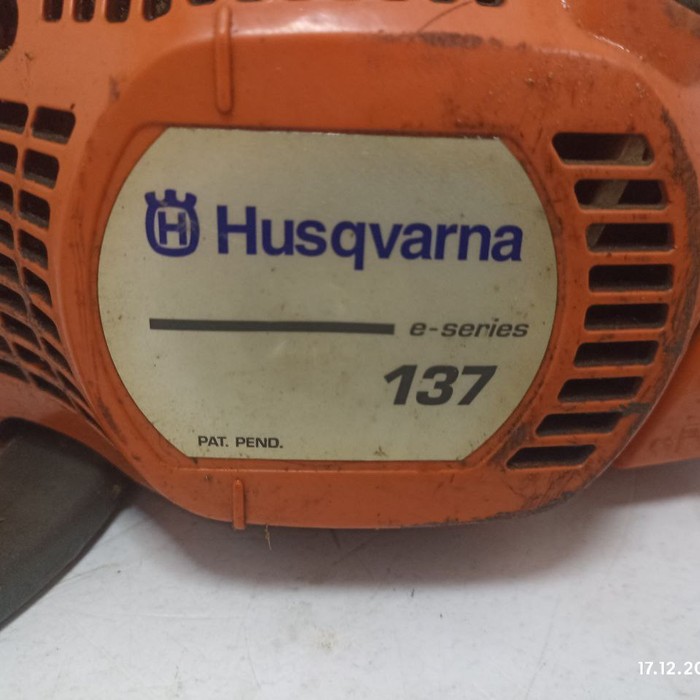 H Husqvarna
e-series
137
PAT. PEND.
17.12.20